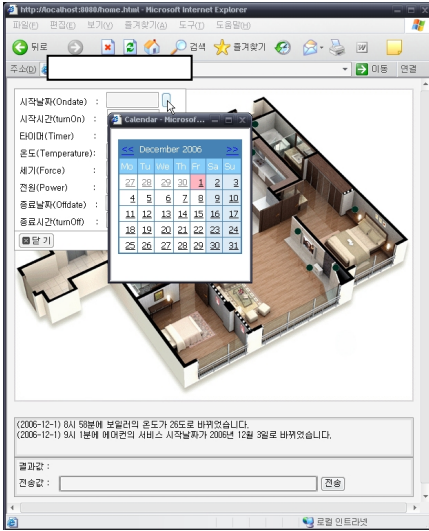 http://localhost:8080/home.html - Microsoft Internet Explorer
파일(F) 편집(E) 보기(V) 즐겨찾기(A) 도구(T) 도움말(H)
뒤로 검색 즐겨찾기
주소(D) 이동 연결
시작날짜(Ondate) :
시작시간(turnOn) :
타이머(Timer) :
온도(Temperature):
세기(Force) :
전원(Power) :
종료날짜(Offdate) :
종료시간(turnOff) :
닫 기
Calendar - Microsof...
<< December 2006 >>
Mo Tu We Th Fr Sa Su
27 28 29 30 1 2 3
4 5 6 7 8 9 10
11 12 13 14 15 16 17
18 19 20 21 22 23 24
25 26 27 28 29 30 31
(2006-12-1) 8시 58분에 보일러의 온도가 26도로 바뀌었습니다.
(2006-12-1) 9시 1분에 에어컨의 서비스 시작날짜가 2006년 12월 3일로 바뀌었습니다.
결과값 :
전송값 : 전송
로컬 인트라넷